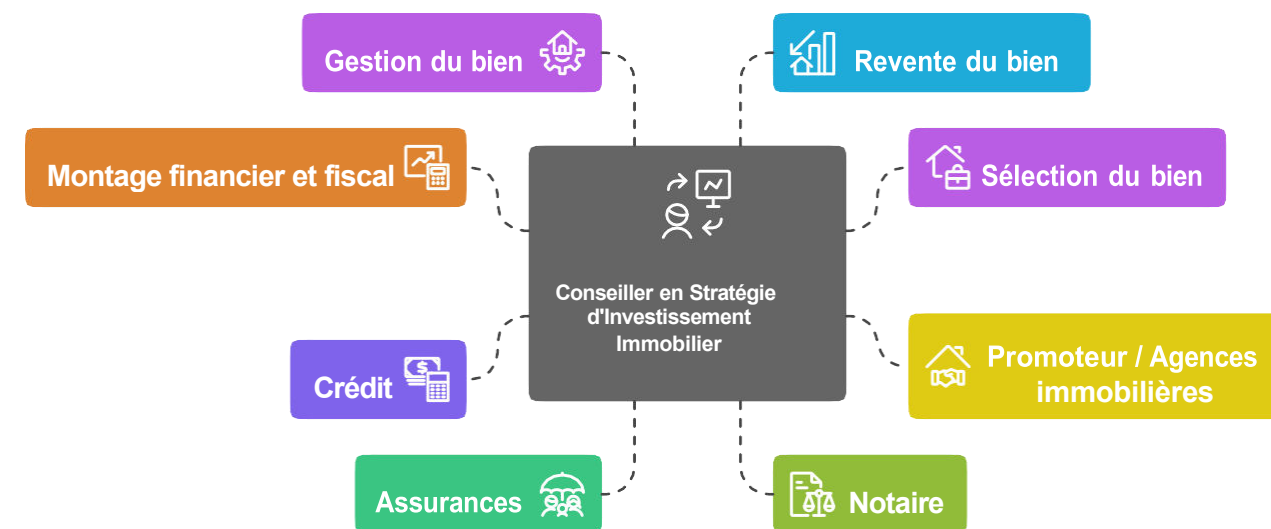 Gestion du bien
Revente du bien
Montage financier et fiscal
Sélection du bien
Conseiller en Stratégie
d'Investissement
Immobilier
Crédit
Promoteur / Agences
immobilières
Assurances
Notaire